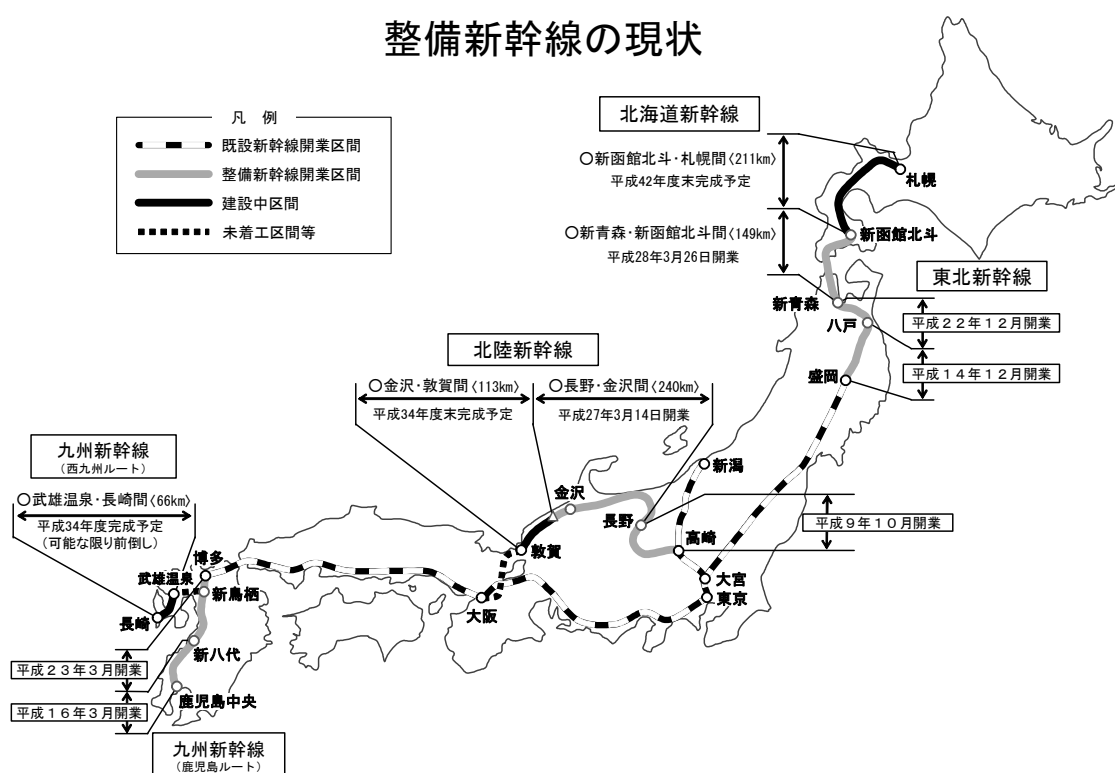 整備新幹線の現状
凡 例
既設新幹線開業区間
整備新幹線開業区間
建設中区間
未着工区間等
北海道新幹線
○新函館北斗・札幌間〈211km〉
平成42年度末完成予定
札幌
○新青森・新函館北斗間〈149km〉
平成28年3月26日開業
新函館北斗
東北新幹線
新青森
八戸
平成22年12月開業
盛岡
平成14年12月開業
北陸新幹線
○金沢・敦賀間〈113km〉
平成34年度末完成予定
○長野・金沢間〈240km〉
平成27年3月14日開業
新潟
金沢
長野
平成9年10月開業
高崎
敦賀
大宮
東京
大阪
九州新幹線
(西九州ルート)
○武雄温泉・長崎間〈66km〉
平成34年度完成予定
(可能な限り前倒し)
博多
武雄温泉
新鳥栖
長崎
新八代
平成23年3月開業
鹿児島中央
平成16年3月開業
九州新幹線
(鹿児島ルート)